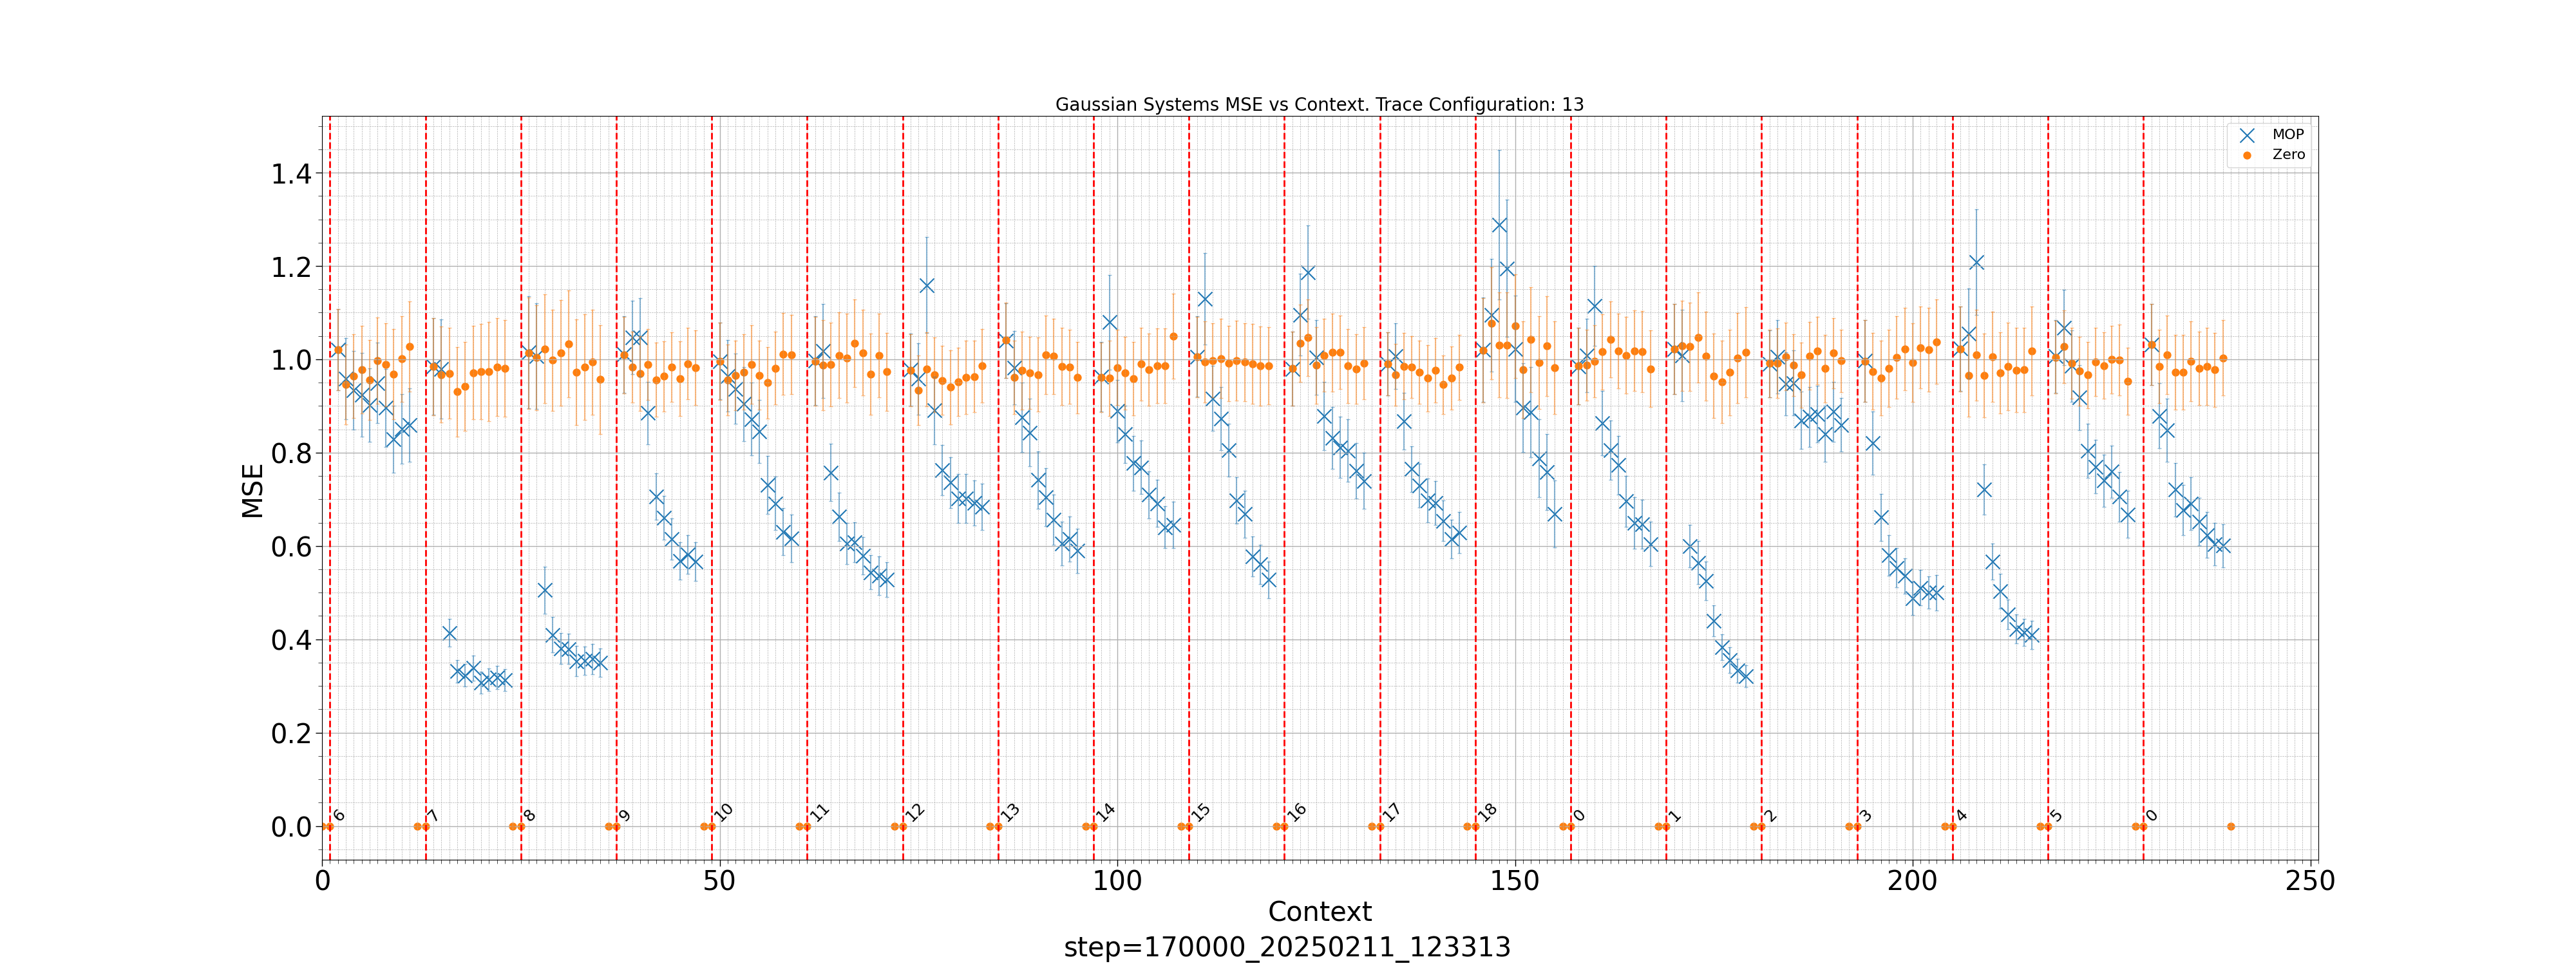 Gaussian Systems MSE vs Context. Trace Configuration: 13
MOP
Zero
MSE
1.4
1.2
1.0
0.8
0.6
0.4
0.2
0.0
6 7 8 9 10 11 12 13 14 15 16 17 18 0 1 2 3 4 5 0
0 50 100 150 200 250
Context
step=170000_20250211_123313